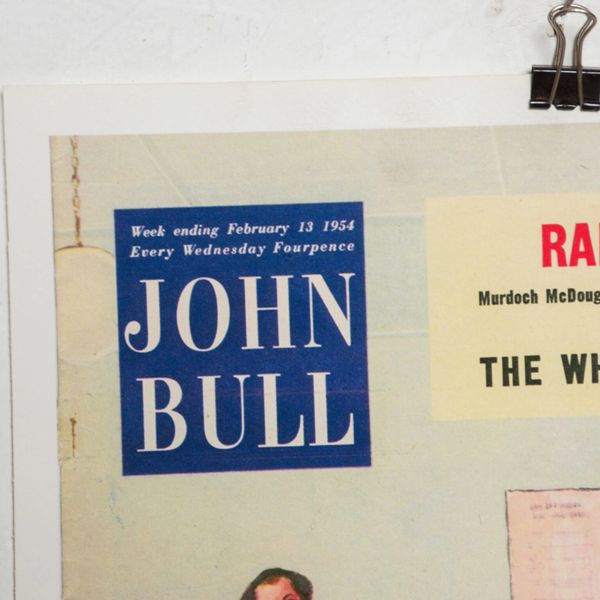 Week ending February 13 1954
Every Wednesday Fourpence
JOHN
BULL
RA
Murdoch McDoug
THE WH